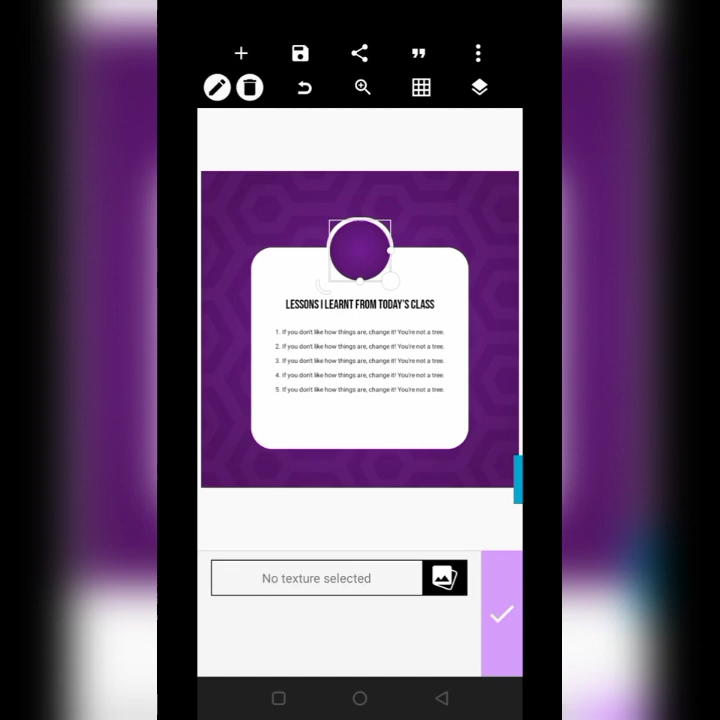 LESSONS I LEARNT FROM TODAY'S CLASS
1. If you don't like how things are, change it! You're not a tree.
2. If you don't like how things are, change it! You're not a tree.
3. If you don't like how things are, change it! You're not a tree.
4. If you don't like how things are, change it! You're not a tree.
5. If you don't like how things are, change it! You're not a tree.
No texture selected